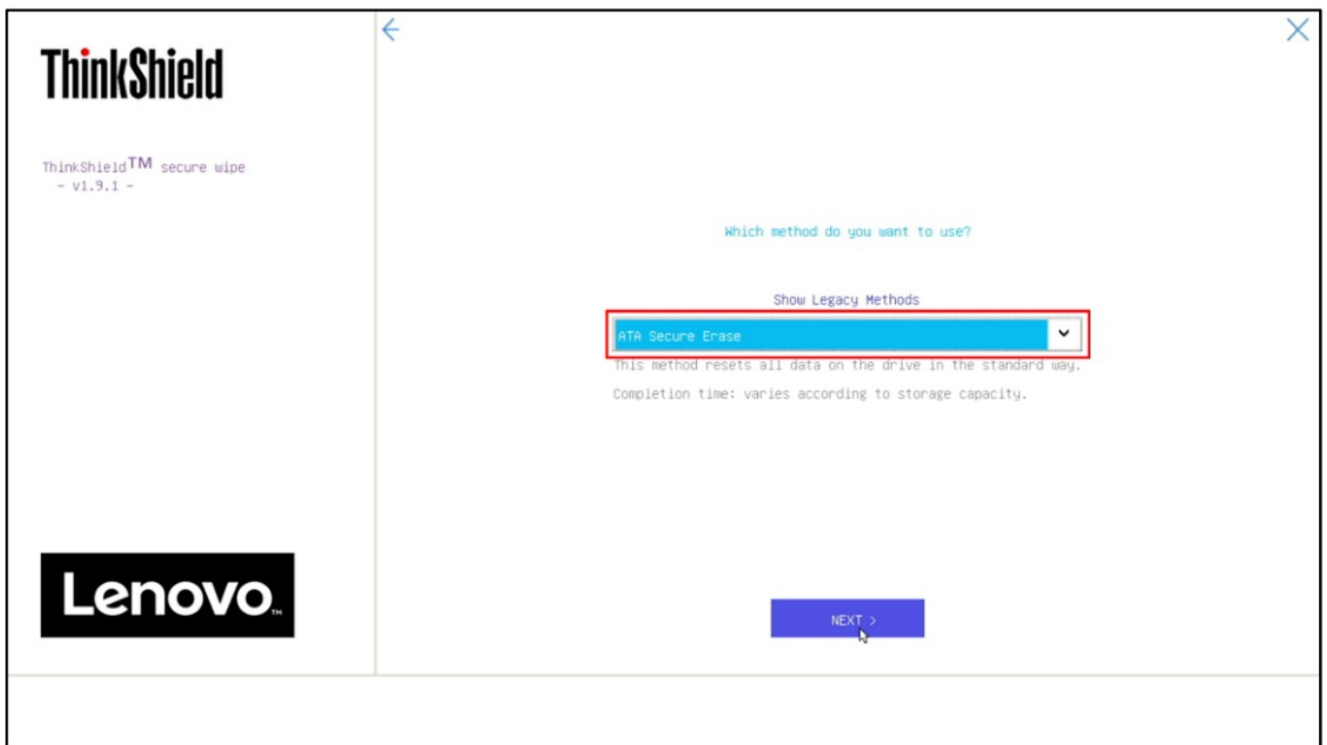 ThinkShield
ThinkShield™ secure wipe
- v1.9.1 -
Which method do you want to use?
Show Legacy Methods
ATA Secure Erase
This method resets all data on the drive in the standard way.
Completion time: varies according to storage capacity.
Lenovo™
NEXT >